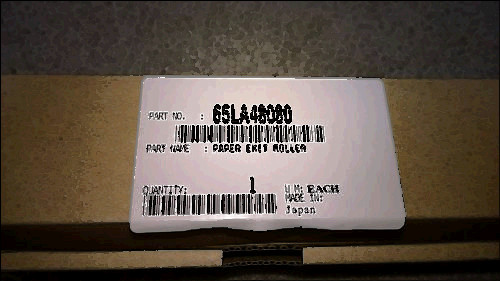 PART NO. : 65LA48080
PART NAME : PAPER EXIT ROLLER
QUANTITY: 1 U/M: EACH
MADE IN:
Japan